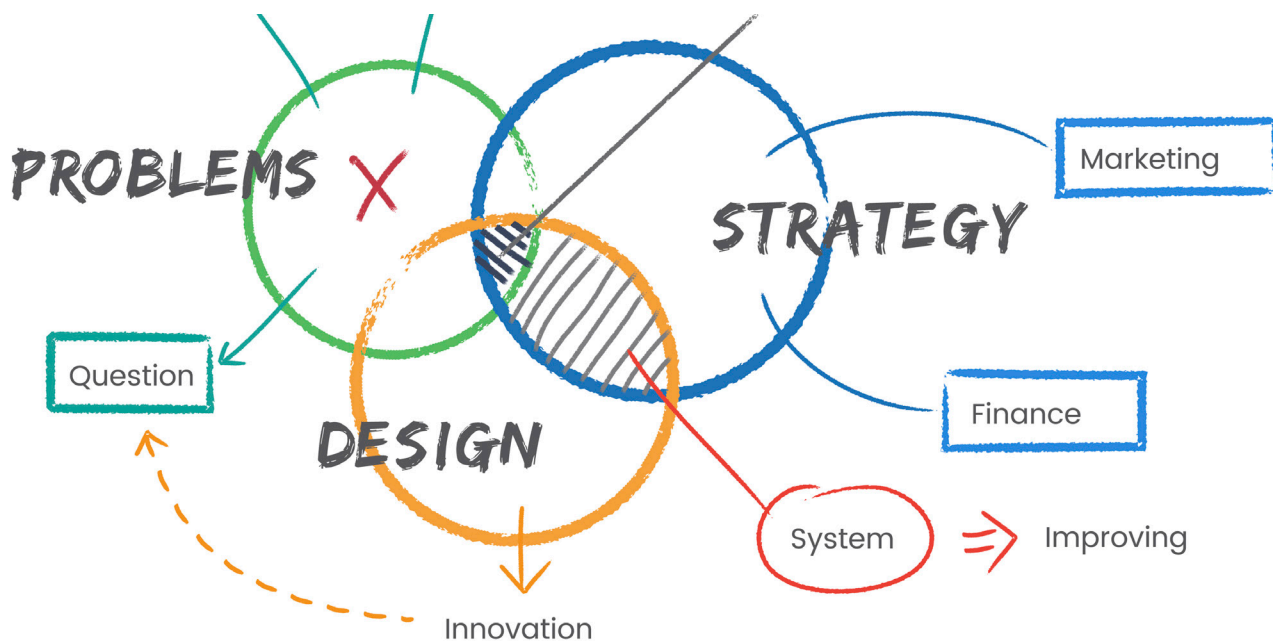 PROBLEMS
Marketing
STRATEGY
Question
Finance
DESIGN
System
Improving
Innovation